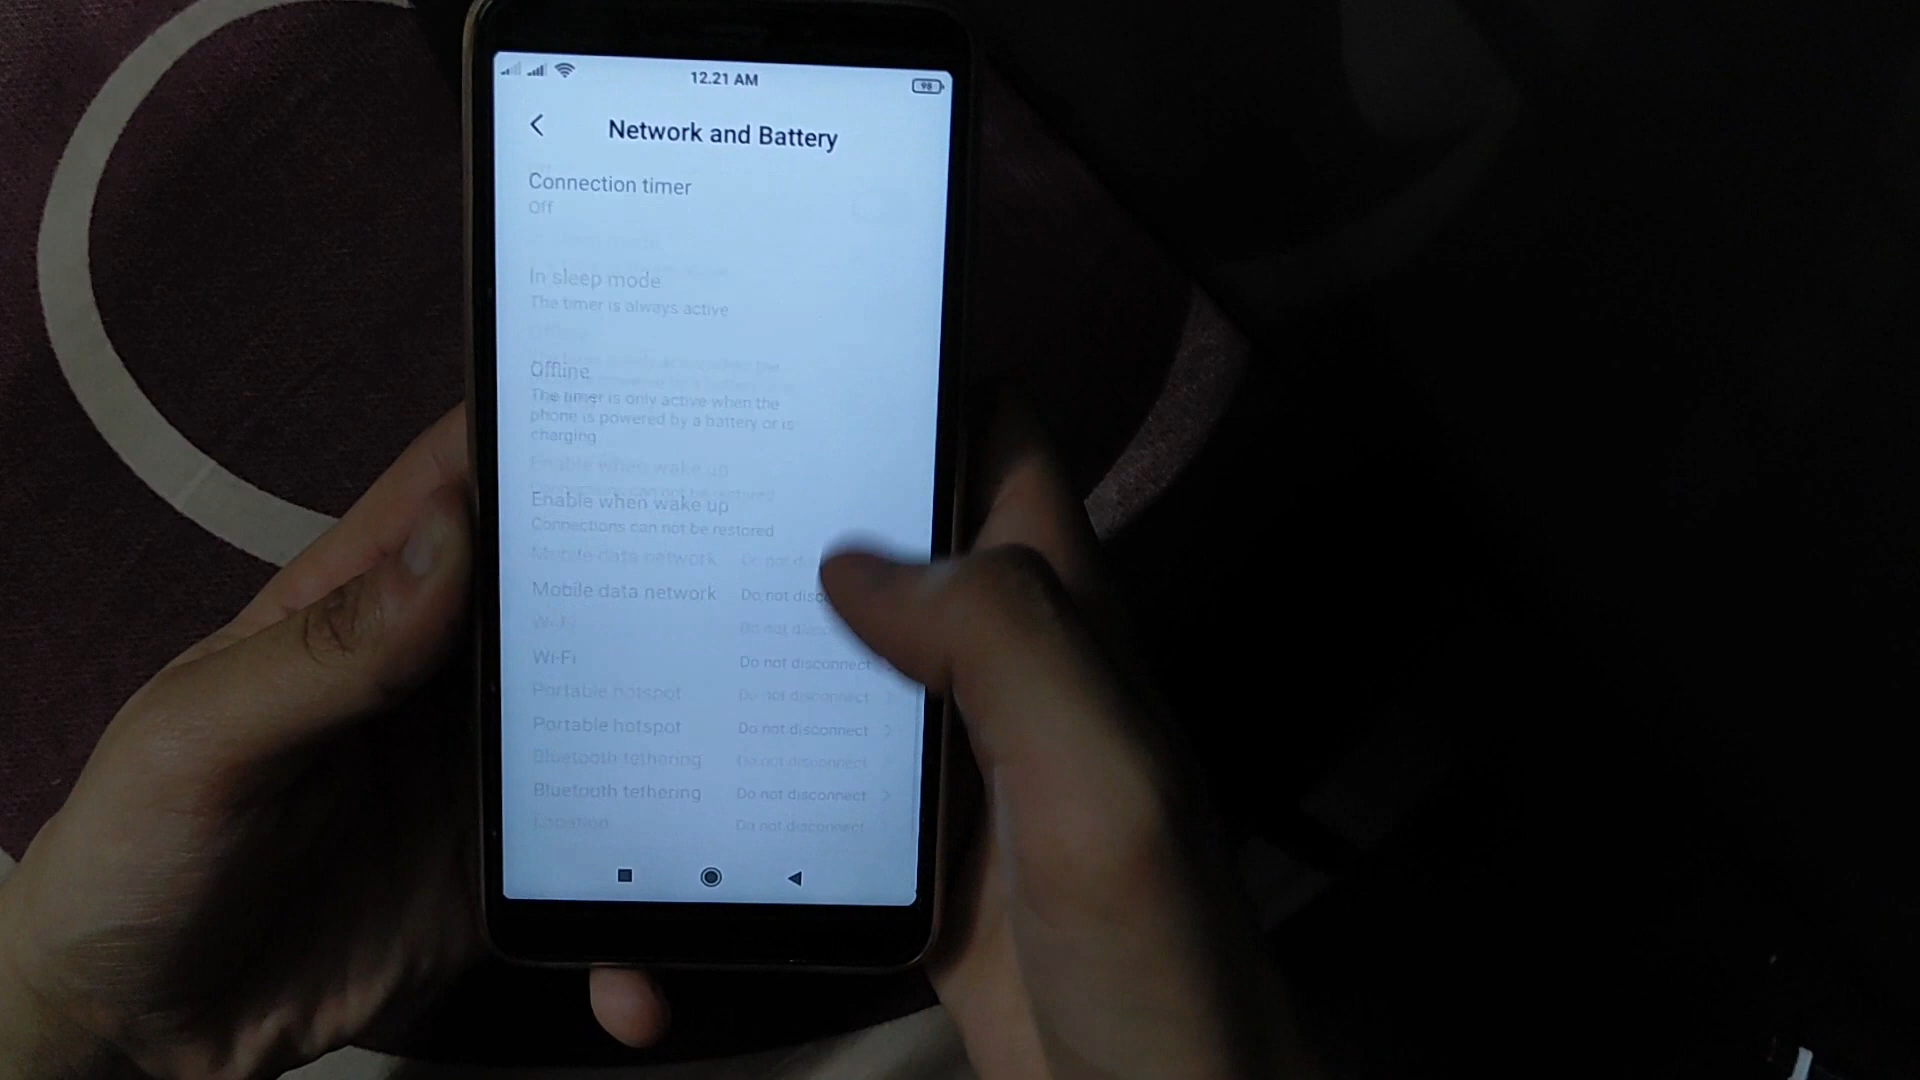 12.21 AM
98
Network and Battery
Connection timer
Off
In sleep mode
The timer is always active
Offline
The timer is only active when the
phone is powered by a battery or is
charging
Enable when wake up
Connections can not be restored
Mobile data network Do not disc
Wi-Fi Do not disconnect
Portable hotspot Do not disconnect
Bluetooth tethering Do not disconnect
Location Do not disconnect